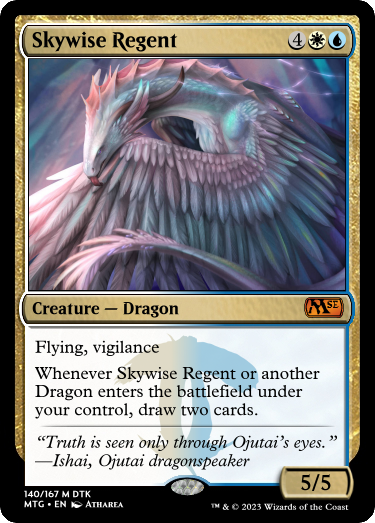 Skywise Regent 4
Creature — Dragon MSE
Flying, vigilance
Whenever Skywise Regent or another
Dragon enters the battlefield under
your control, draw two cards.
“Truth is seen only through Ojutai’s eyes.”
—Ishai, Ojutai dragonspeaker
5/5
140/167 M DTK
MTG • EN Atharea
™ & © 2023 Wizards of the Coast